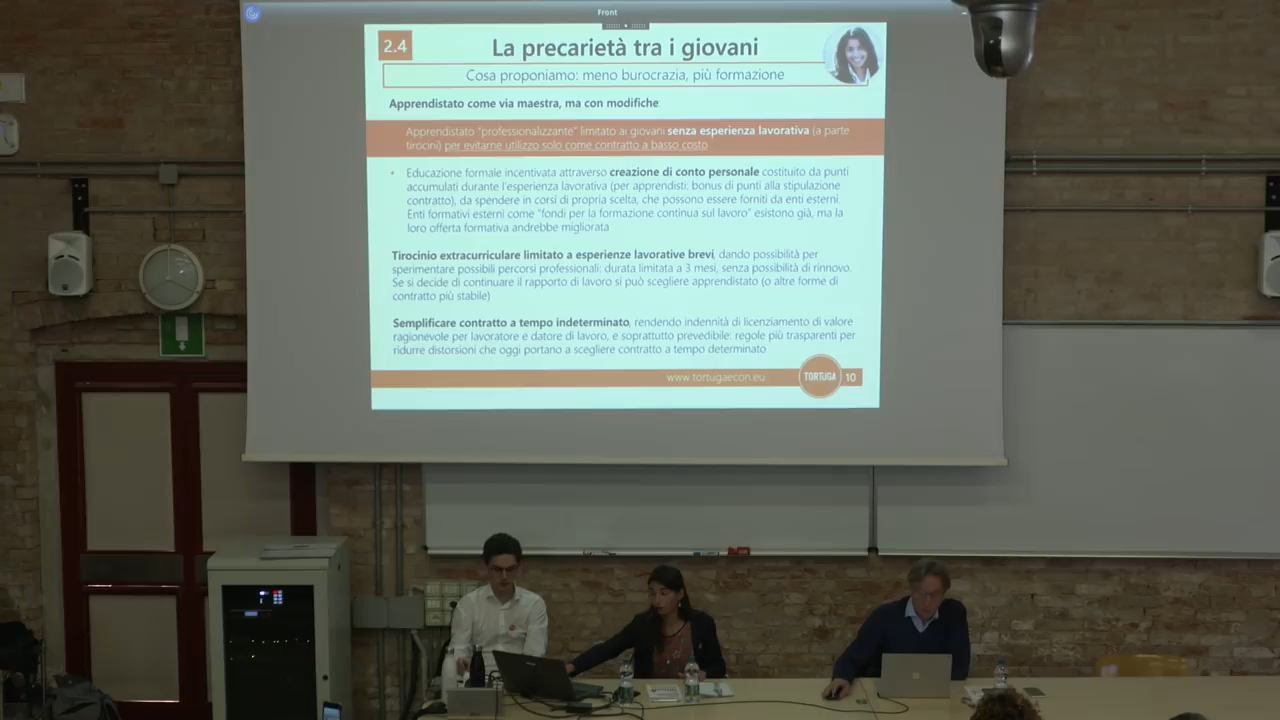 Front
2.4
La precarietà tra i giovani
Cosa proponiamo: meno burocrazia, più formazione
Apprendistato come via maestra, ma con modifiche:
Apprendistato "professionalizzante" limitato ai giovani senza esperienza lavorativa (a parte
tirocini) per evitarne utilizzo solo come contratto a basso costo
• Educazione formale incentivata attraverso creazione di conto personale costituito da punti
accumulati durante l'esperienza lavorativa (per apprendisti: bonus di punti alla stipulazione
contratto), da spendere in corsi di propria scelta, che possono essere forniti da enti esterni.
Enti formativi esterni come "fondi per la formazione continua sul lavoro" esistono già, ma la
loro offerta formativa andrebbe migliorata
Tirocinio extracurriculare limitato a esperienze lavorative brevi, dando possibilità per
sperimentare possibili percorsi professionali: durata limitata a 3 mesi, senza possibilità di rinnovo.
Se si decide di continuare il rapporto di lavoro si può scegliere apprendistato (o altre forme di
contratto più stabile)
Semplificare contratto a tempo indeterminato, rendendo indennità di licenziamento di valore
ragionevole per lavoratore e datore di lavoro, e soprattutto prevedibile: regole più trasparenti per
ridurre distorsioni che oggi portano a scegliere contratto a tempo determinato
www.tortugaecon.eu
TORTUGA
10